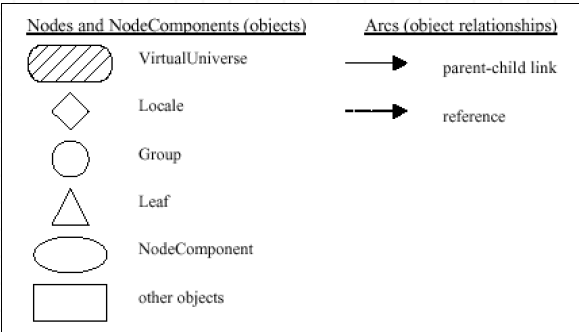 Nodes and NodeComponents (objects)
Arcs (object relationships)
VirtualUniverse
Locale
Group
Leaf
NodeComponent
other objects
parent-child link
reference